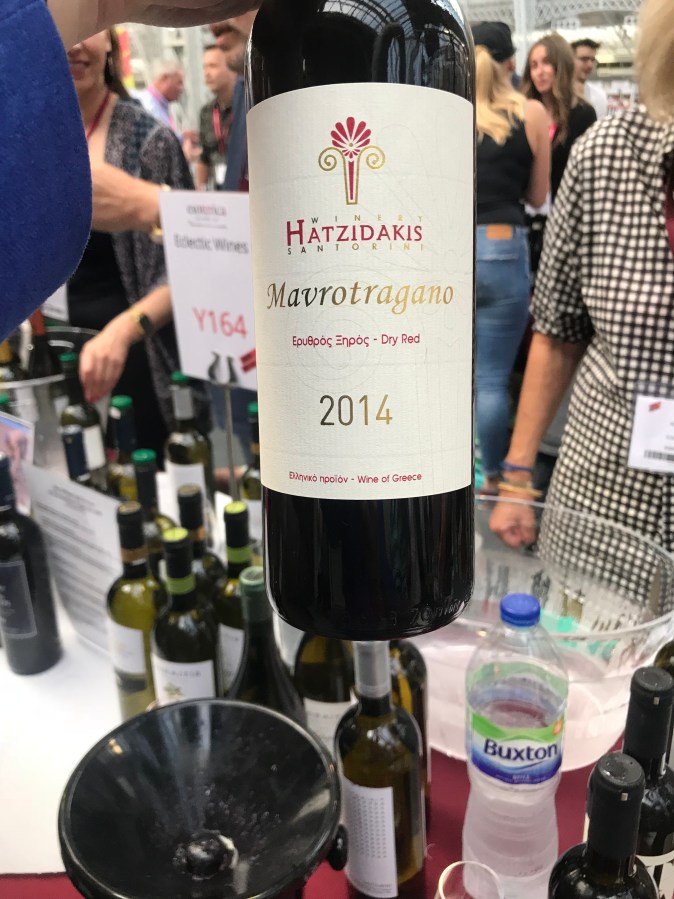 WINERY
HATZIDAKIS
SANTORINI
Mavrotragano
Ερυθρός Ξηρός - Dry Red
2014
Ελληνικό προϊόν - Wine of Greece
Eclectic Wines
Y164
Buxton